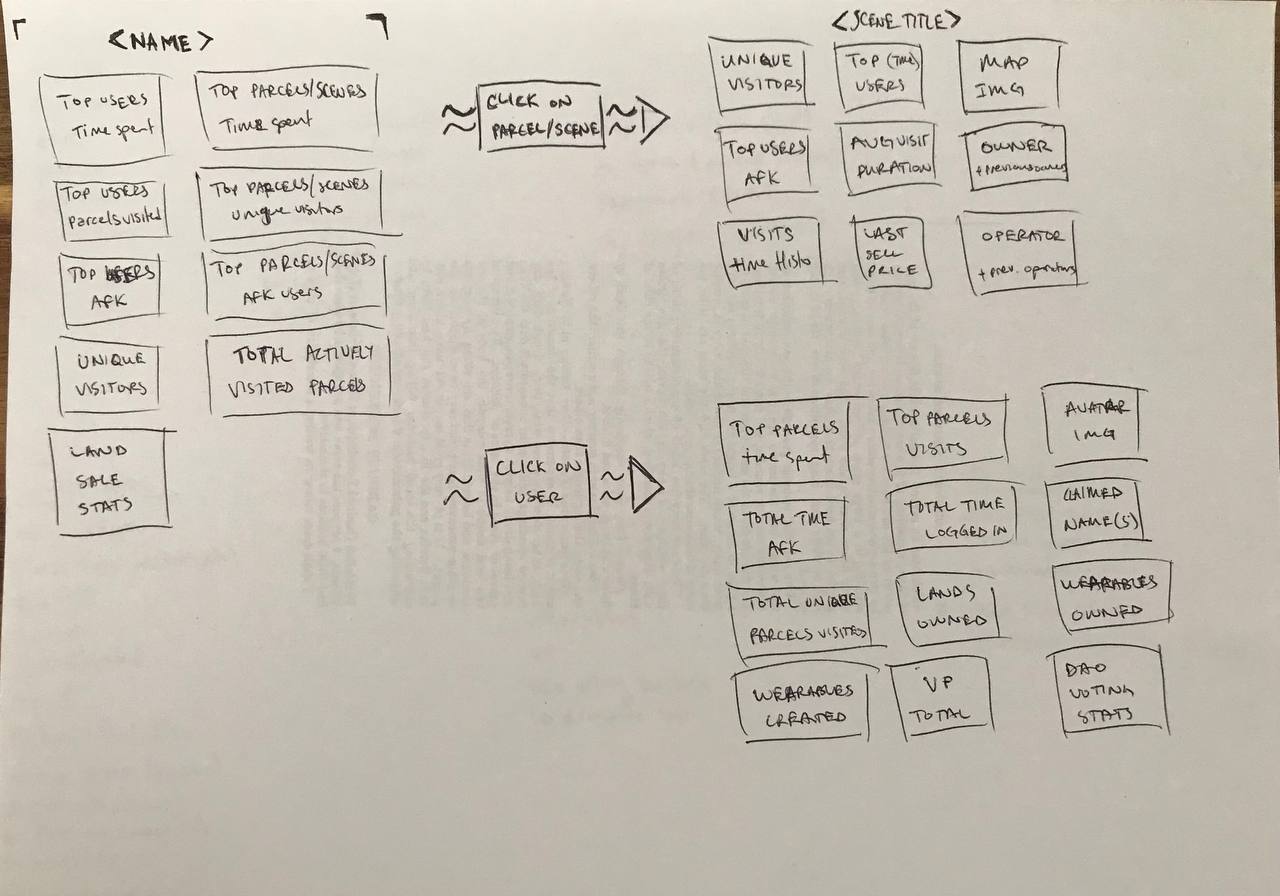 <NAME>
TOP USERS
Time spent
TOP PARCELS/SCENES
Time spent
TOP USERS
parcels visited
TOP PARCELS/SCENES
unique visitors
TOP USERS
AFK
TOP PARCELS/SCENES
AFK users
UNIQUE
VISITORS
TOTAL ACTIVELY
VISITED PARCELS
LAND
SALE
STATS
CLICK ON
PARCEL/SCENE
<SCENE TITLE>
UNIQUE
VISITORS
TOP (TIME)
USERS
MAP
IMG
TOP USERS
AFK
AVG VISIT
DURATION
OWNER
+ previous owners
VISITS
time Histo
LAST
SELL
PRICE
OPERATOR
+ prev. operators
CLICK ON
USER
TOP PARCELS
time spent
TOP PARCELS
VISITS
AVATAR
IMG
TOTAL TIME
AFK
TOTAL TIME
LOGGED IN
CLAIMED
NAME(S)
TOTAL UNIQUE
PARCELS VISITED
LANDS
OWNED
WEARABLES
OWNED
WEARABLES
CREATED
VP
TOTAL
DAO
VOTING
STATS